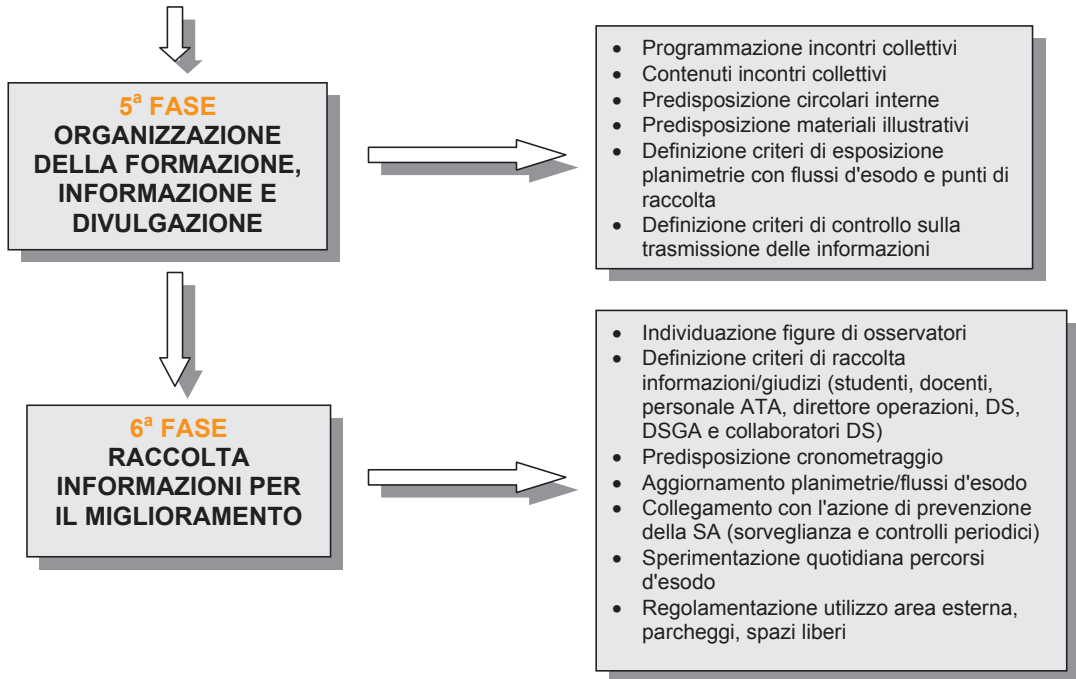 5ª FASE
ORGANIZZAZIONE
DELLA FORMAZIONE,
INFORMAZIONE E
DIVULGAZIONE
• Programmazione incontri collettivi
• Contenuti incontri collettivi
• Predisposizione circolari interne
• Predisposizione materiali illustrativi
• Definizione criteri di esposizione
planimetrie con flussi d'esodo e punti di
raccolta
• Definizione criteri di controllo sulla
trasmissione delle informazioni
6ª FASE
RACCOLTA
INFORMAZIONI PER
IL MIGLIORAMENTO
• Individuazione figure di osservatori
• Definizione criteri di raccolta
informazioni/giudizi (studenti, docenti,
personale ATA, direttore operazioni, DS,
DSGA e collaboratori DS)
• Predisposizione cronometraggio
• Aggiornamento planimetrie/flussi d'esodo
• Collegamento con l'azione di prevenzione
della SA (sorveglianza e controlli periodici)
• Sperimentazione quotidiana percorsi
d'esodo
• Regolamentazione utilizzo area esterna,
parcheggi, spazi liberi